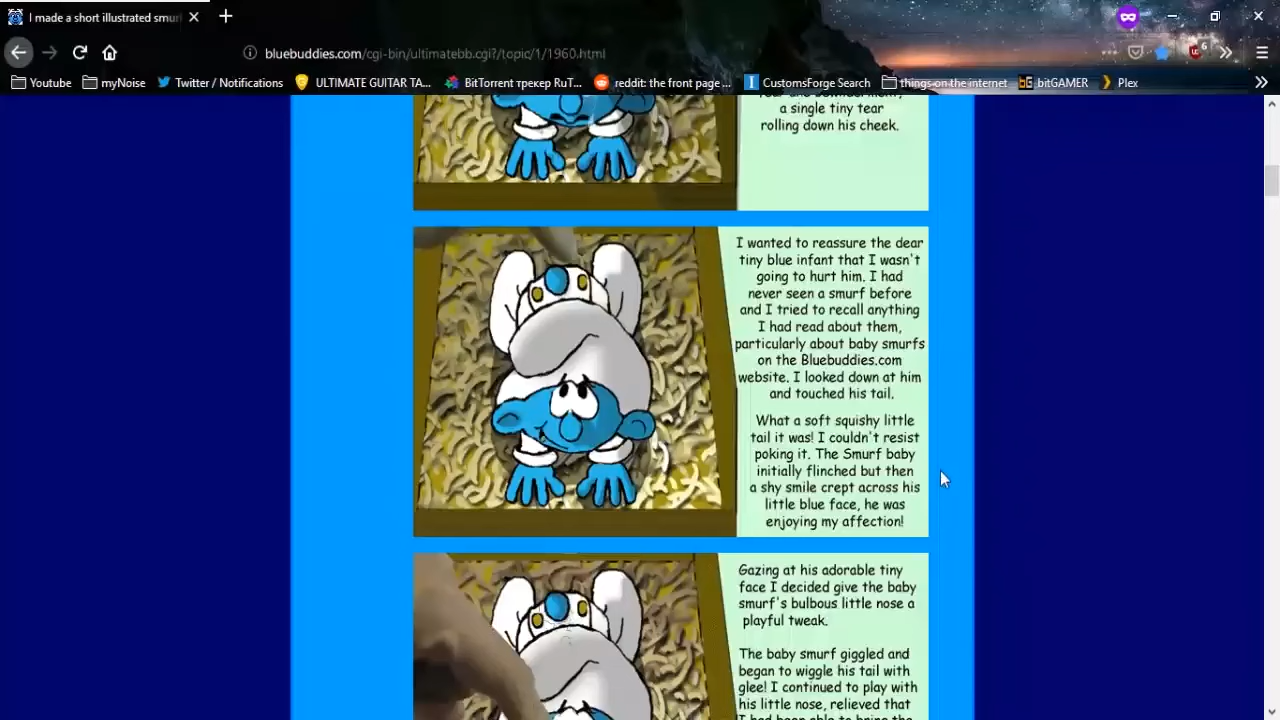 I made a short illustrated smur
bluebuddies.com/cgi-bin/ultimatebb.cgi?/topic/1/1960.html
6
Youtube
myNoise
Twitter / Notifications
ULTIMATE GUITAR TA...
BitTorrent трекер RuT...
reddit: the front page ...
CustomsForge Search
things on the internet
bitGAMER
Plex
a single tiny tear
rolling down his cheek.
I wanted to reassure the dear
tiny blue infant that I wasn't
going to hurt him. I had
never seen a smurf before
and I tried to recall anything
I had read about them,
particularly about baby smurfs
on the Bluebuddies.com
website. I looked down at him
and touched his tail.
What a soft squishy little
tail it was! I couldn't resist
poking it. The Smurf baby
initially flinched but then
a shy smile crept across his
little blue face, he was
enjoying my affection!
Gazing at his adorable tiny
face I decided give the baby
smurf's bulbous little nose a
playful tweak.
The baby smurf giggled and
began to wiggle his tail with
glee! I continued to play with
his little nose, relieved that